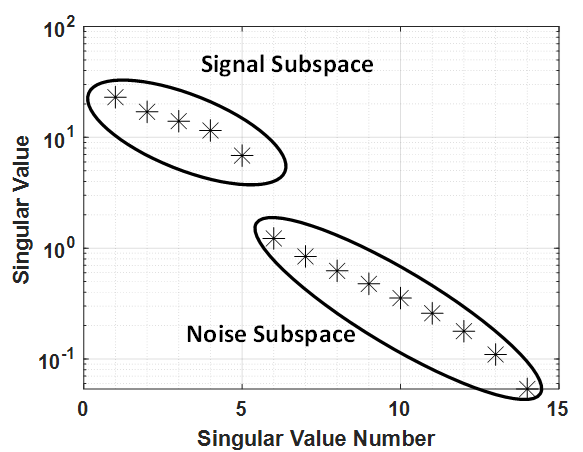 10^2
Signal Subspace
10^1
Singular Value
10^0
Noise Subspace
10^-1
0 5 10 15
Singular Value Number